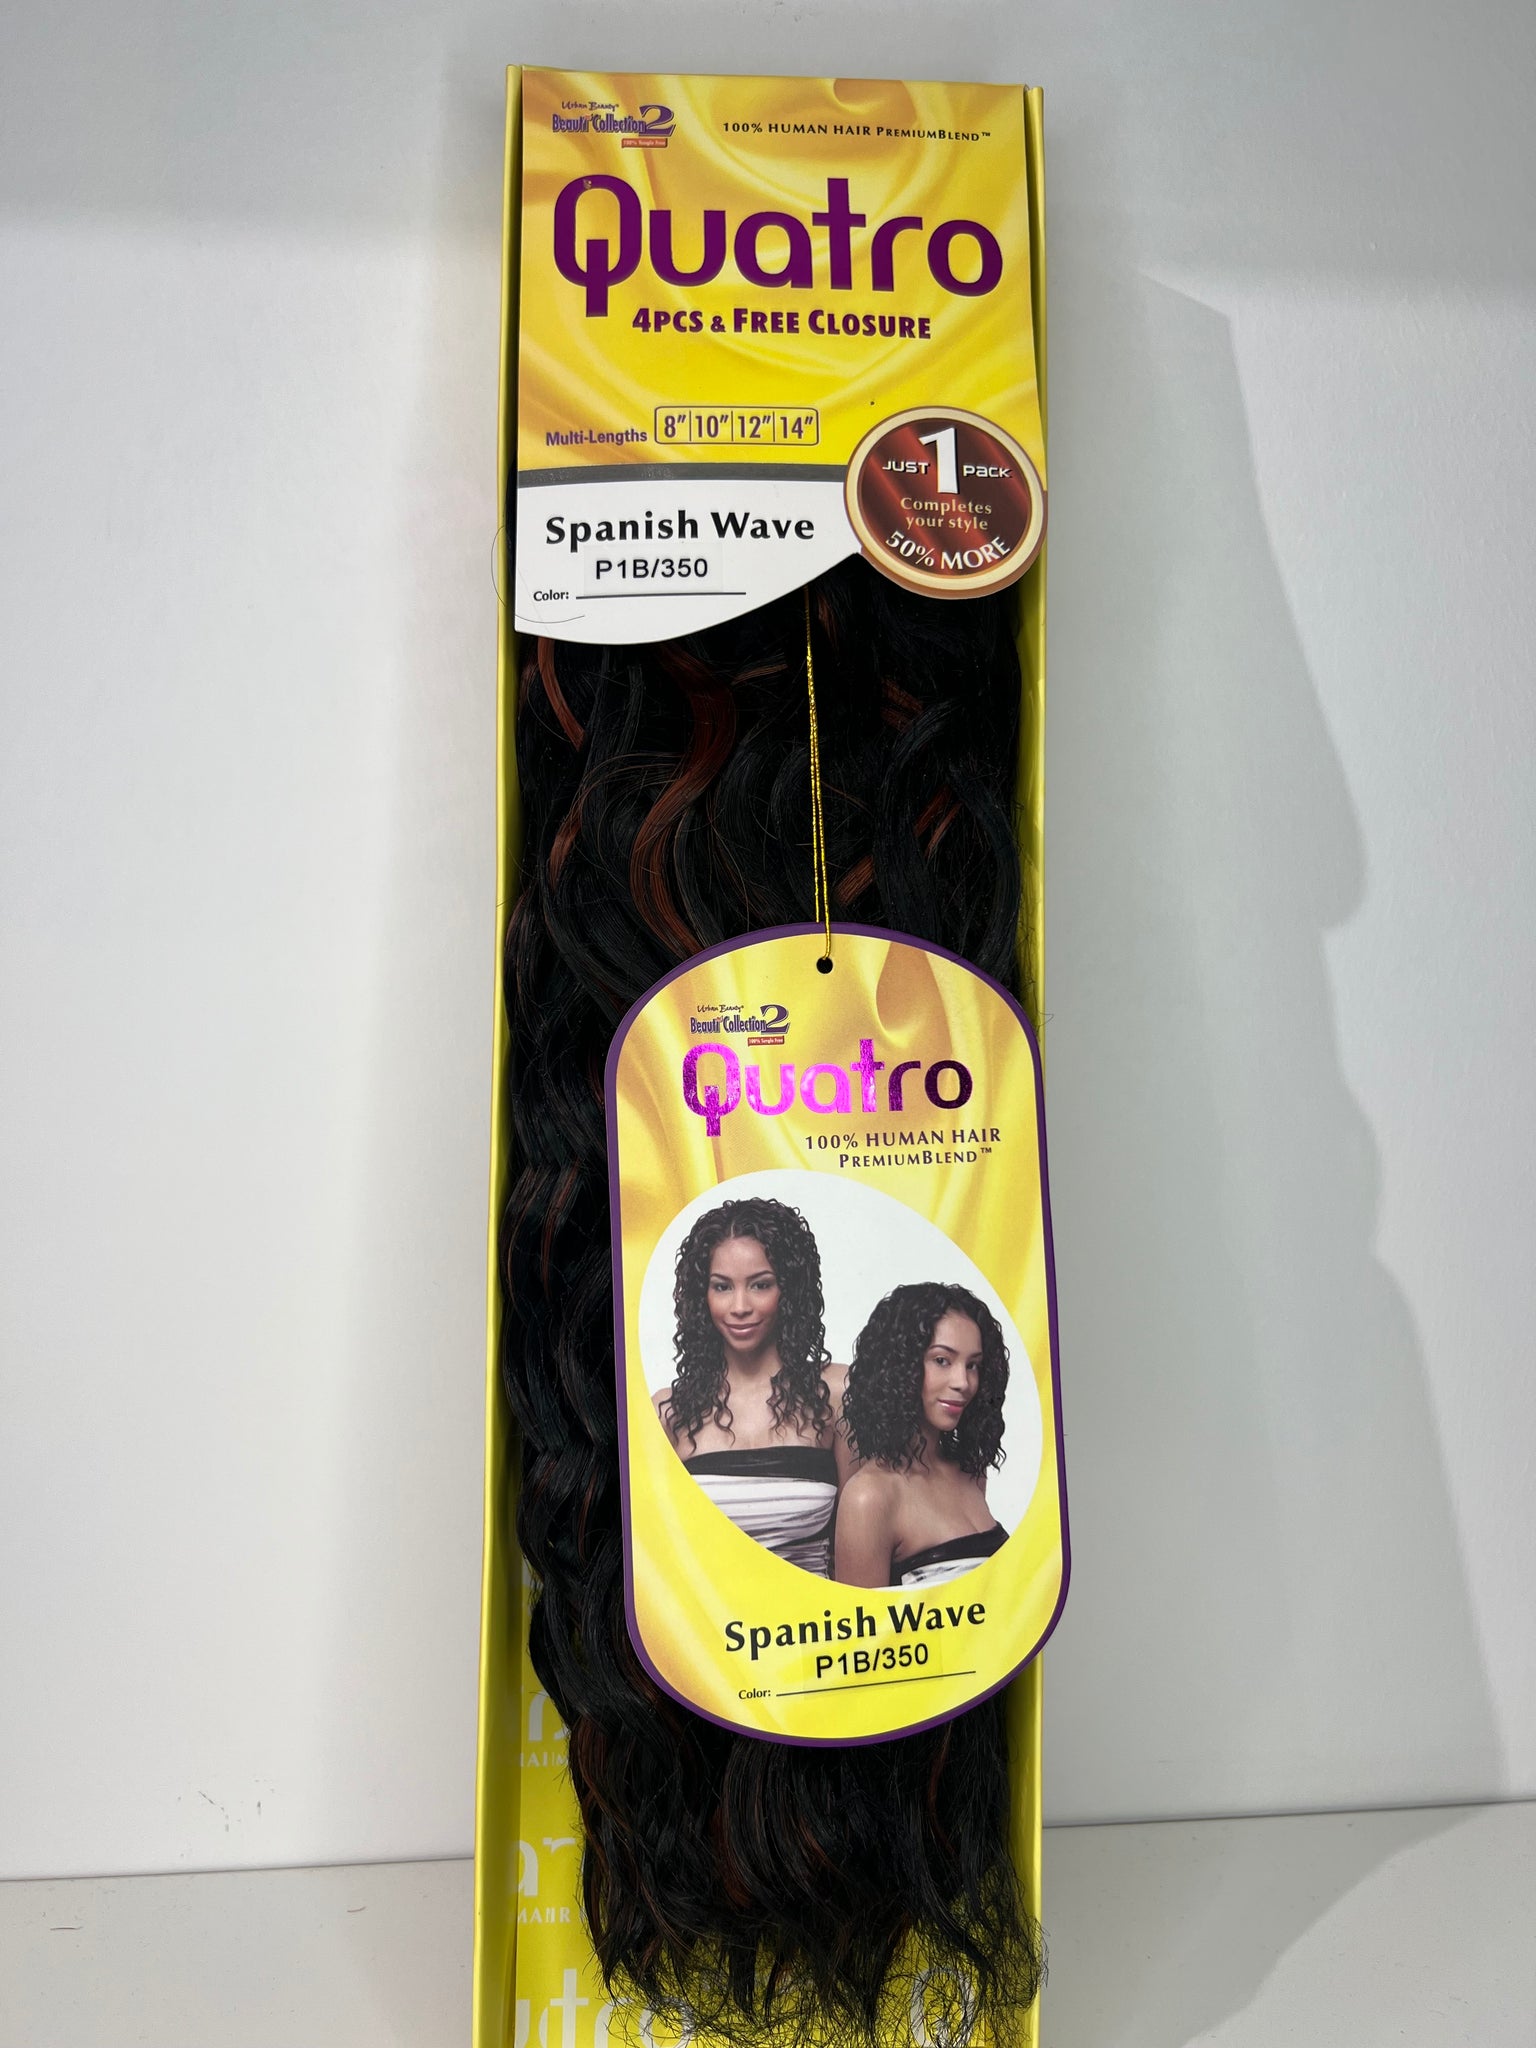 Urban Beauty®
Beauti Collection 2
100% Tangle Free
100% HUMAN HAIR PREMIUMBLEND™
Quatro
4PCS & FREE CLOSURE
Multi-Lengths 8" 10" 12" 14"
JUST 1 PACK
Completes
your style
50% MORE
Spanish Wave
P1B/350
Color:
Urban Beauty®
Beauti Collection 2
100% Tangle Free
Quatro
100% HUMAN HAIR
PREMIUMBLEND™
Spanish Wave
P1B/350
Color: